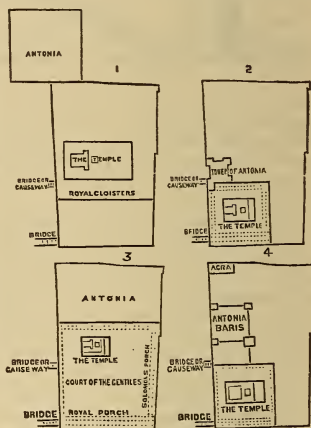 ANTONIA
1
THE TEMPLE
BRIDGE OR
CAUSEWAY
ROYAL CLOISTERS
BRIDGE
2
TOWER OF ANTONIA
BRIDGE OR
CAUSEWAY
THE TEMPLE
BRIDGE
3
ANTONIA
THE TEMPLE
BRIDGE OR
CAUSEWAY
COURT OF THE GENTILES
SOLOMON'S PORCH
BRIDGE
ROYAL PORCH
4
ACRA
ANTONIA
BARIS
BRIDGE OR
CAUSEWAY
THE TEMPLE
BRIDGE